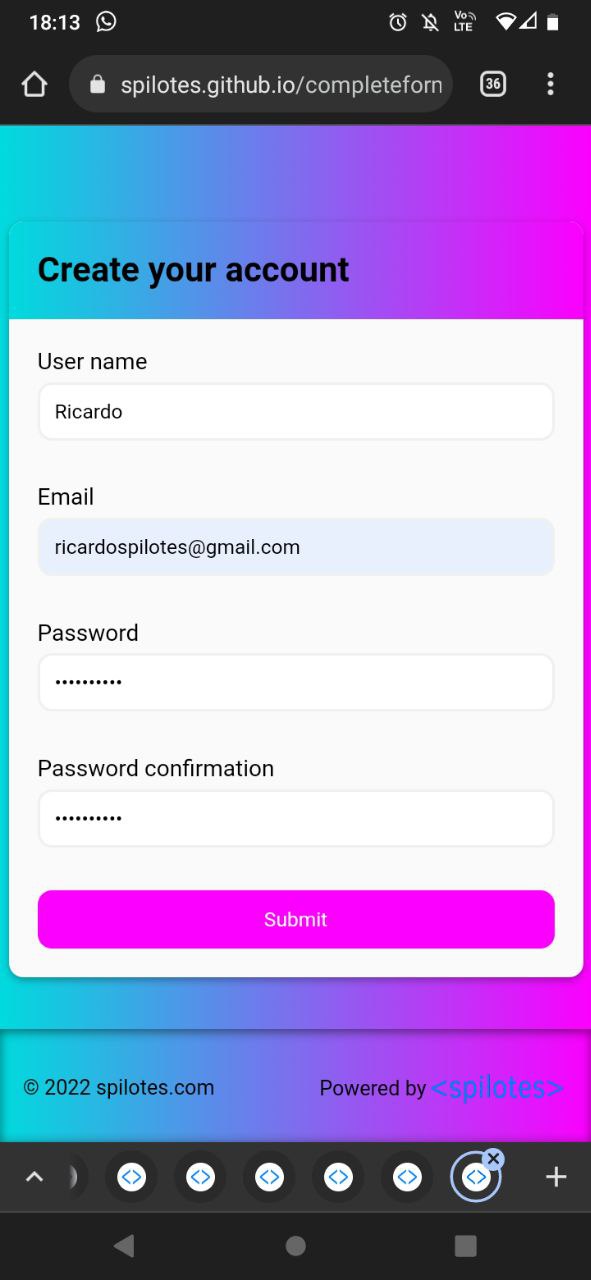 18:13 Vo LTE
spilotes.github.io/completeforn 36
Create your account
User name
Ricardo
Email
ricardospilotes@gmail.com
Password
••••••••••
Password confirmation
••••••••••
Submit
© 2022 spilotes.com Powered by <spilotes>